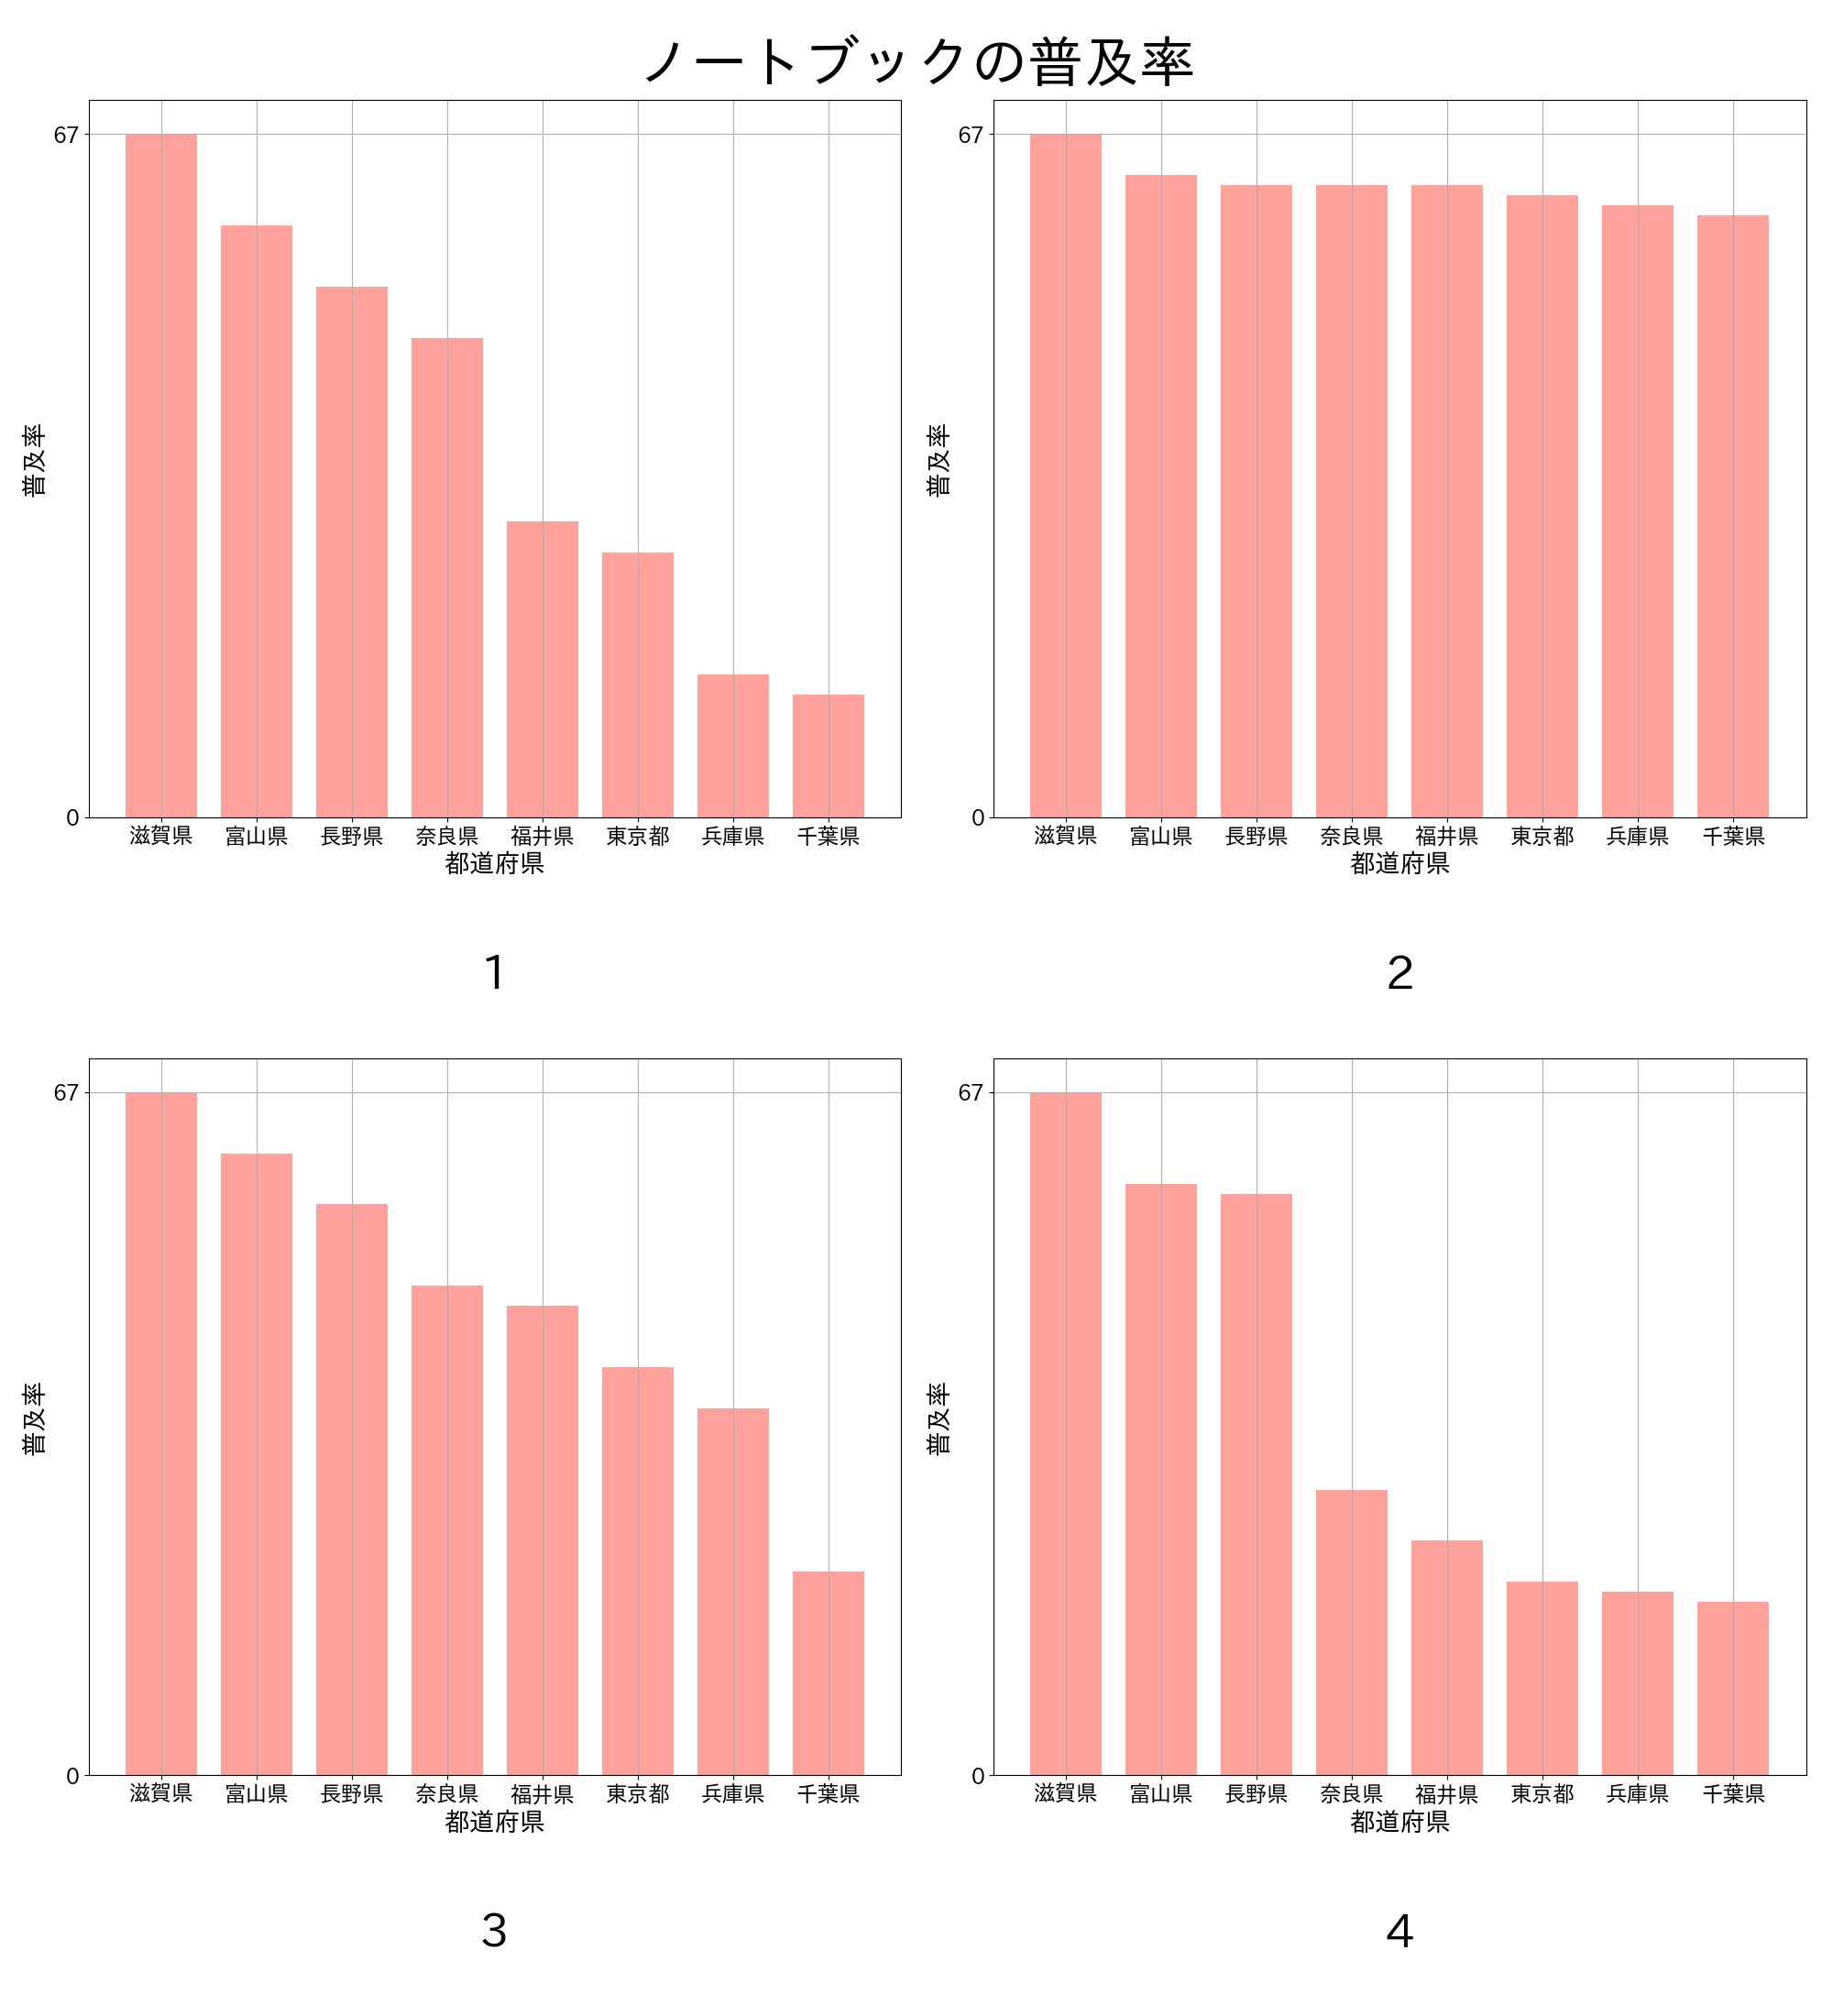 ノートブックの普及率
67
0
普及率
滋賀県 富山県 長野県 奈良県 福井県 東京都 兵庫県 千葉県
都道府県
1
67
0
普及率
滋賀県 富山県 長野県 奈良県 福井県 東京都 兵庫県 千葉県
都道府県
2
67
0
普及率
滋賀県 富山県 長野県 奈良県 福井県 東京都 兵庫県 千葉県
都道府県
3
67
0
普及率
滋賀県 富山県 長野県 奈良県 福井県 東京都 兵庫県 千葉県
都道府県
4